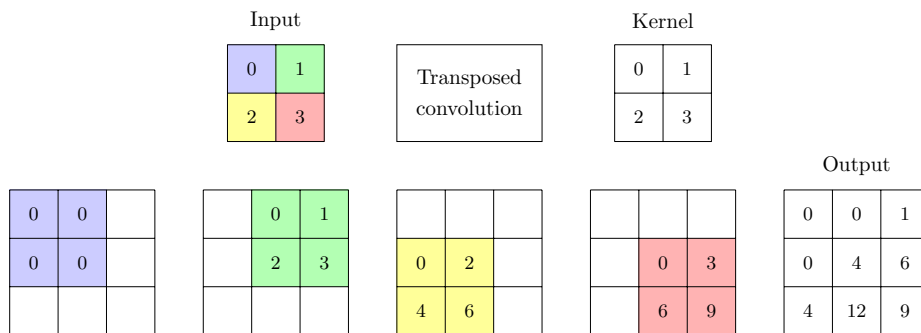 Input
Kernel
0 1
Transposed
0 1
2 3
convolution
2 3
Output
0 0
0 1
0 0 1
0 0
2 3
0 2
0 3
0 4 6
4 6
6 9
4 12 9